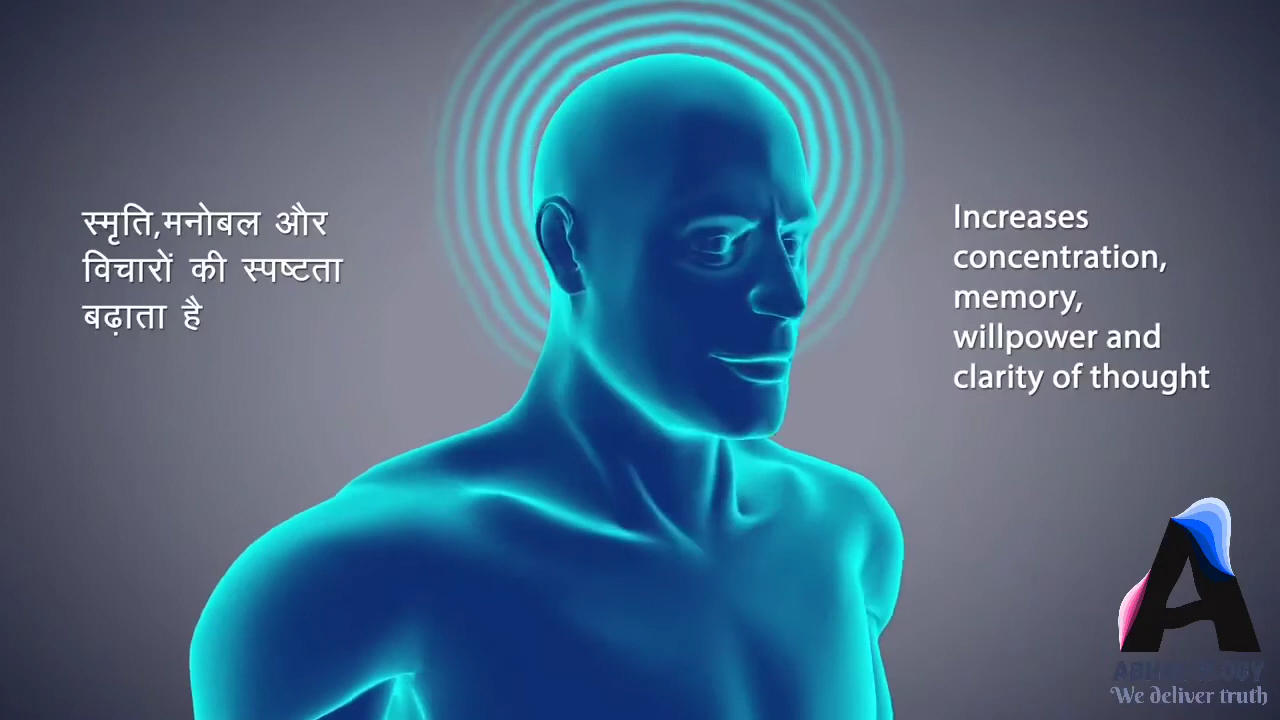 स्मृति,मनोबल और
विचारों की स्पष्टता
बढ़ाता है
Increases
concentration,
memory,
willpower and
clarity of thought
We deliver truth